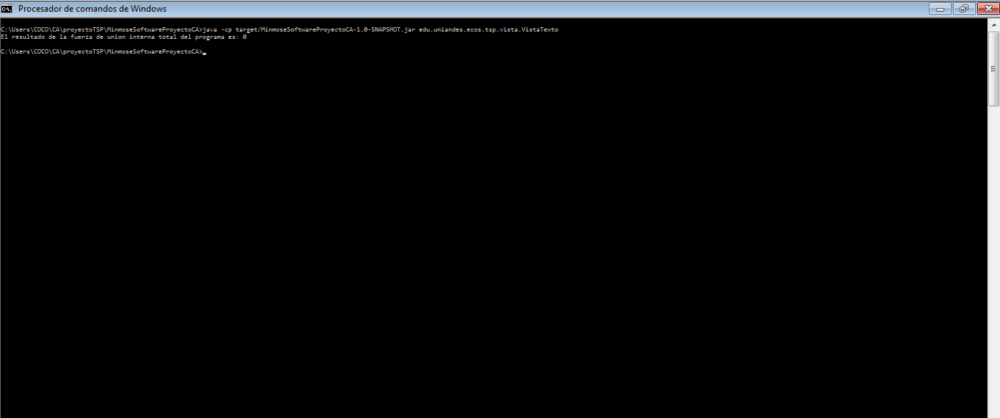 Procesador de comandos de Windows
C:\Users\COCO\CA\proyectoTSP\MinmoseSoftwareProyectoCA>java -cp target/MinmoseSoftwareProyectoCA-1.0-SNAPSHOT.jar edu.uniandes.ecos.tsp.vista.VistaTexto
El resultado de la fuerza de union interna total del programa es: 0
C:\Users\COCO\CA\proyectoTSP\MinmoseSoftwareProyectoCA>